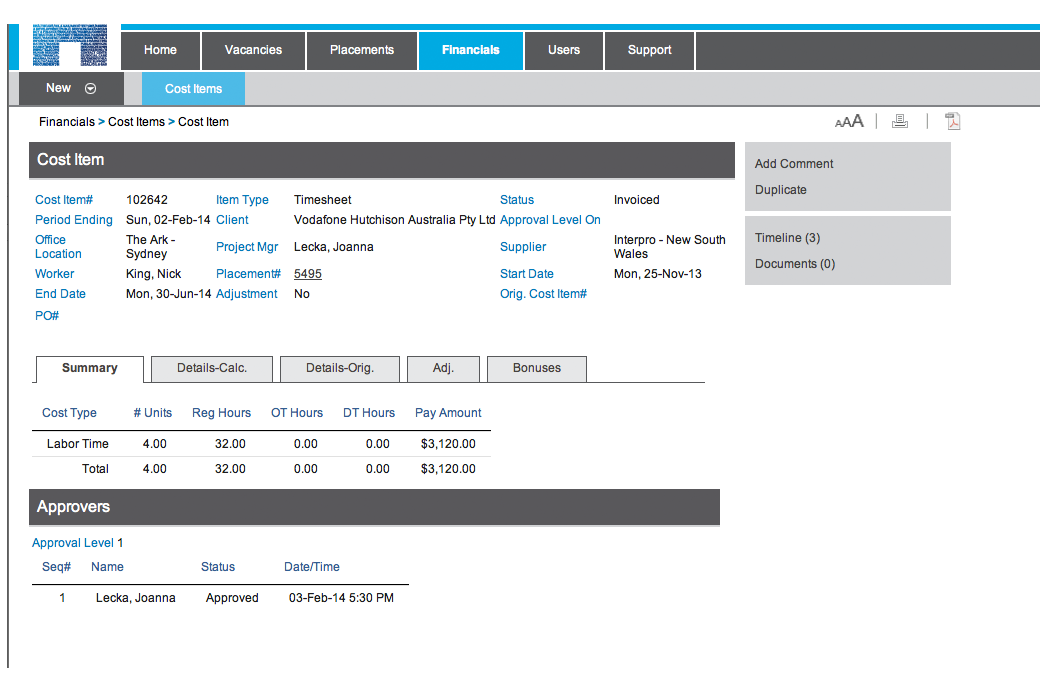 Home Vacancies Placements Financials Users Support
New Cost Items
Financials > Cost Items > Cost Item
AAA
Cost Item
Add Comment
Duplicate
Timeline (3)
Documents (0)
Cost Item# 102642 Item Type Timesheet Status Invoiced
Period Ending Sun, 02-Feb-14 Client Vodafone Hutchison Australia Pty Ltd Approval Level On
Office Location The Ark - Sydney Project Mgr Lecka, Joanna Supplier Interpro - New South Wales
Worker King, Nick Placement# 5495 Start Date Mon, 25-Nov-13
End Date Mon, 30-Jun-14 Adjustment No Orig. Cost Item#
PO#
Summary Details-Calc. Details-Orig. Adj. Bonuses
Cost Type # Units Reg Hours OT Hours DT Hours Pay Amount
Labor Time 4.00 32.00 0.00 0.00 $3,120.00
Total 4.00 32.00 0.00 0.00 $3,120.00
Approvers
Approval Level 1
Seq# Name Status Date/Time
1 Lecka, Joanna Approved 03-Feb-14 5:30 PM